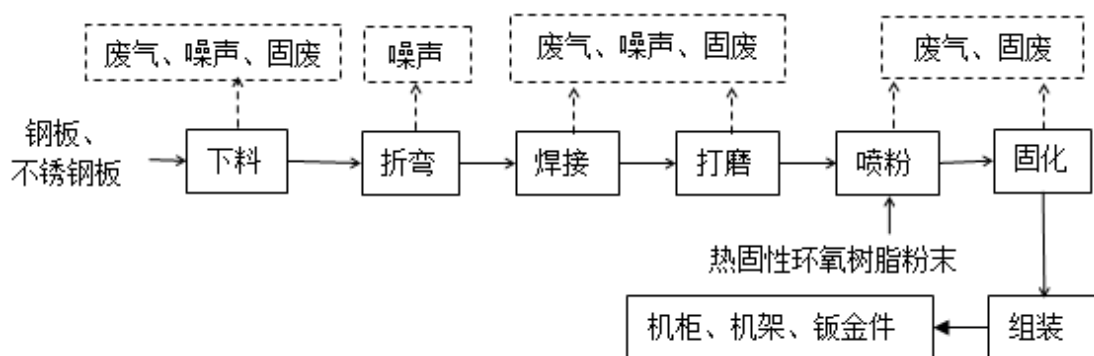 废气、噪声、固废
噪声
废气、噪声、固废
废气、固废
钢板、
不锈钢板
下料
折弯
焊接
打磨
喷粉
固化
热固性环氧树脂粉末
机柜、机架、钣金件
组装